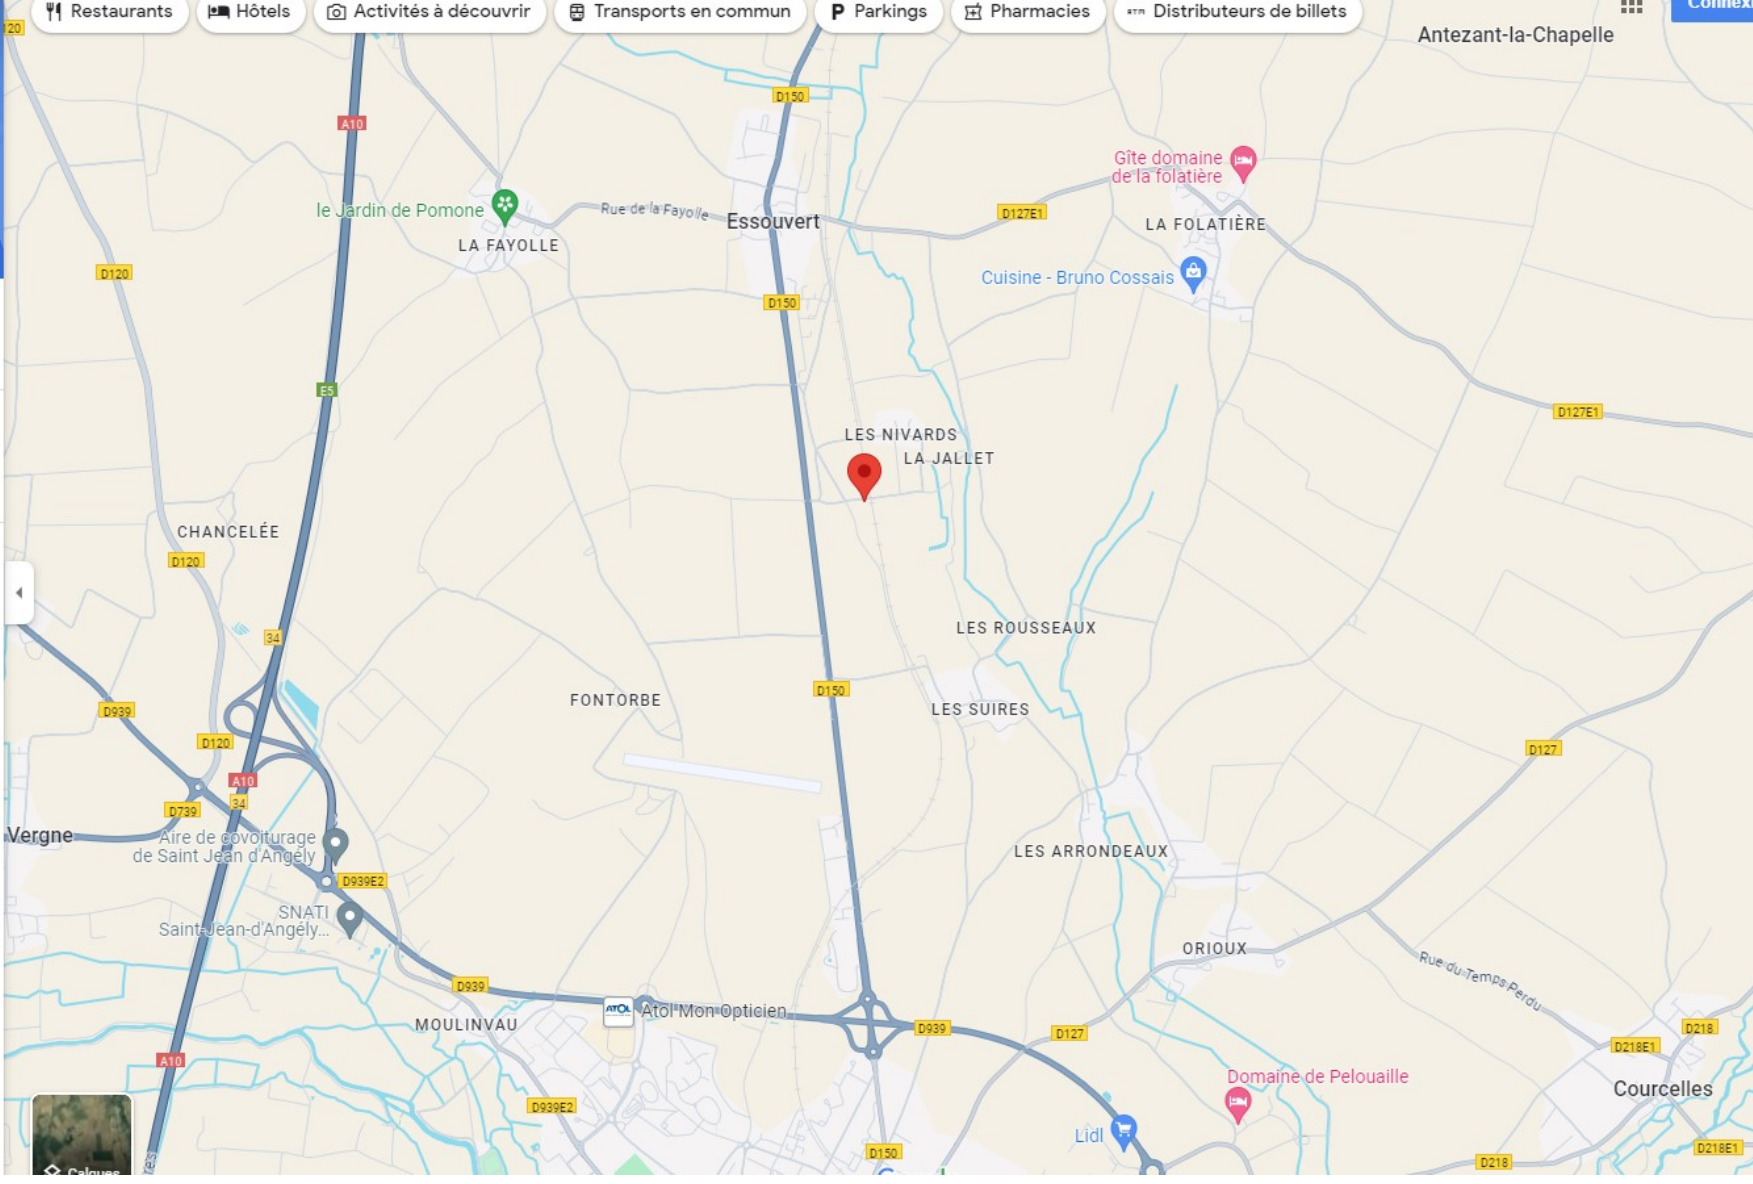 Restaurants
Hôtels
Activités à découvrir
Transports en commun
P Parkings
Pharmacies
ATM Distributeurs de billets
Antezant-la-Chapelle
D150
A10
Gîte domaine
de la folatière
le Jardin de Pomone
Rue de la Fayolle
Essouvert
D127E1
LA FOLATIÈRE
LA FAYOLLE
D120
Cuisine - Bruno Cossais
D150
E5
D127E1
LES NIVARDS
LA JALLET
CHANCELÉE
D120
34
LES ROUSSEAUX
D150
FONTORBE
LES SUIRES
D939
D120
D127
A10
34
D739
Vergne
Aire de covoiturage
de Saint Jean d'Angély
LES ARRONDEAUX
D939E2
SNATI
Saint-Jean-d'Angély...
ORIOUX
Rue du Temps Perdu
D939
ATOL
Atol Mon Opticien
MOULINVAU
D939
D127
D218
D218E1
A10
Domaine de Pelouaille
Courcelles
D939E2
Lidl
D150
D218
D218E1
Calques